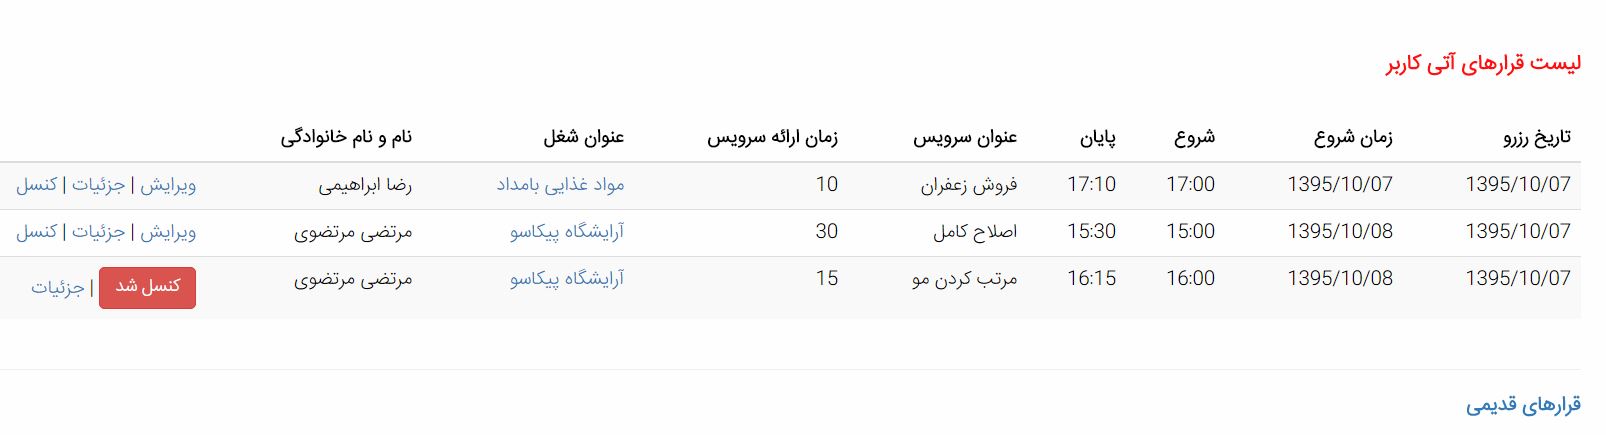 لیست قرارهای آتی کاربر
تاریخ رزرو زمان شروع شروع پایان عنوان سرویس زمان ارائه سرویس عنوان شغل نام و نام خانوادگی
1395/10/07 1395/10/07 17:00 17:10 فروش زعفران 10 مواد غذایی بامداد رضا ابراهیمی ویرایش | جزئیات | کنسل
1395/10/07 1395/10/08 15:00 15:30 اصلاح کامل 30 آرایشگاه پیکاسو مرتضی مرتضوی ویرایش | جزئیات | کنسل
1395/10/07 1395/10/08 16:00 16:15 مرتب کردن مو 15 آرایشگاه پیکاسو مرتضی مرتضوی کنسل شد | جزئیات
قرارهای قدیمی